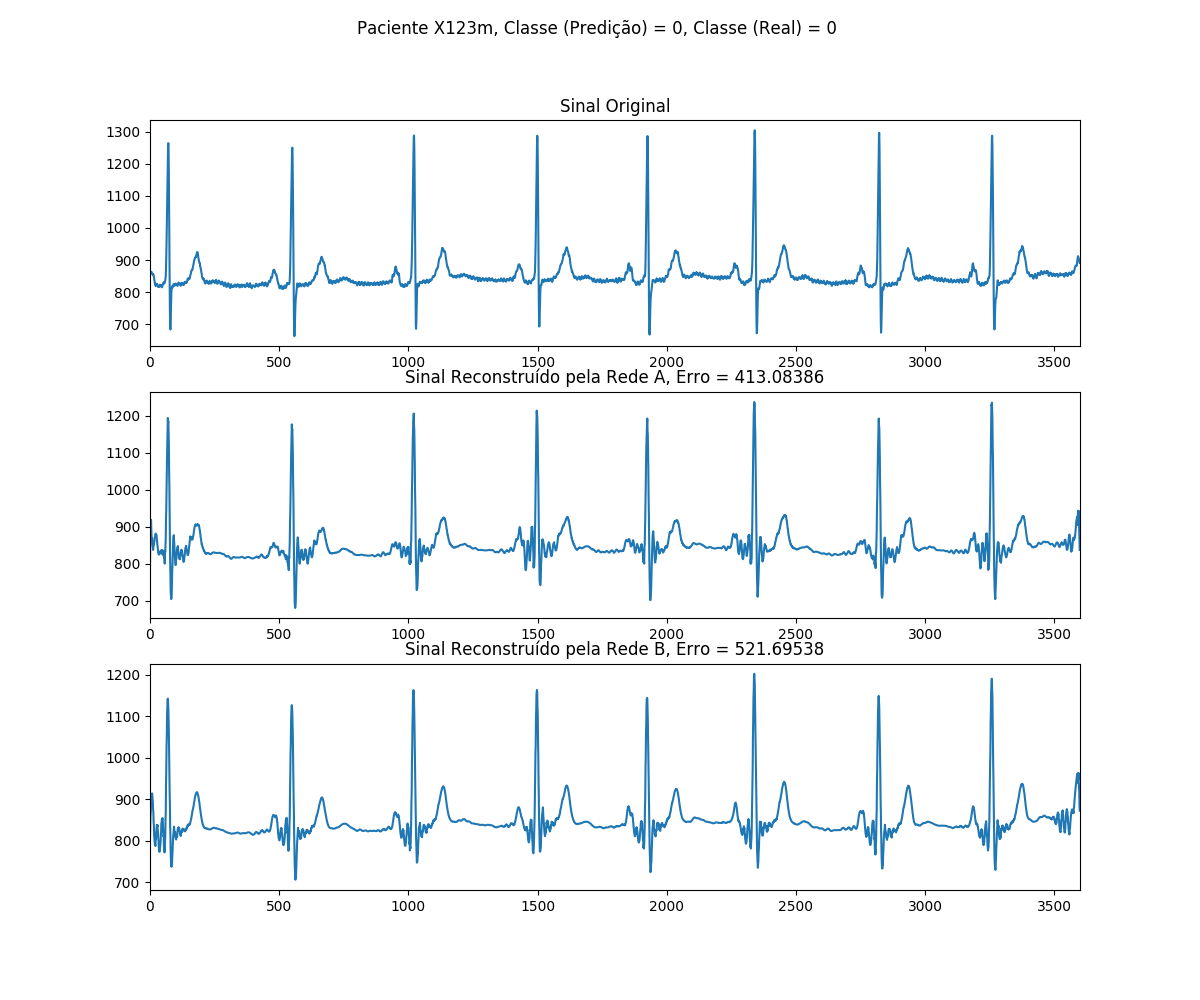 Paciente X123m, Classe (Predição) = 0, Classe (Real) = 0
Sinal Original
1300
1200
1100
1000
900
800
700
0 500 1000 1500 2000 2500 3000 3500
Sinal Reconstruído pela Rede A, Erro = 413.08386
1200
1100
1000
900
800
700
0 500 1000 1500 2000 2500 3000 3500
Sinal Reconstruído pela Rede B, Erro = 521.69538
1200
1100
1000
900
800
700
0 500 1000 1500 2000 2500 3000 3500